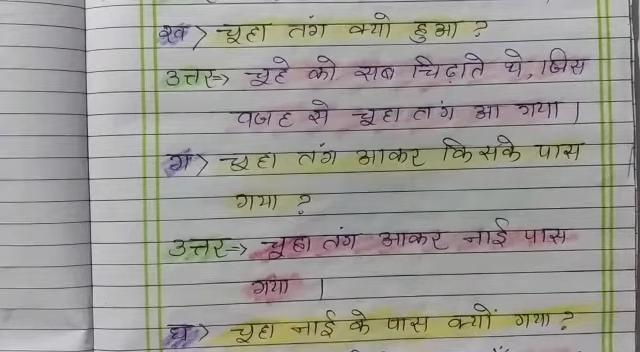 ख> चूहा तंग क्यो हुआ ?
उत्तर⇒ चूहे को सब चिढ़ाते थे, जिस
वजह से चूहा तंग आ गया |
ग> चूहा तंग आकर किसके पास
गया ?
उत्तर⇒ चूहा तंग आकर नाई पास
गया |
घ> चूहा नाई के पास क्यों गया ?